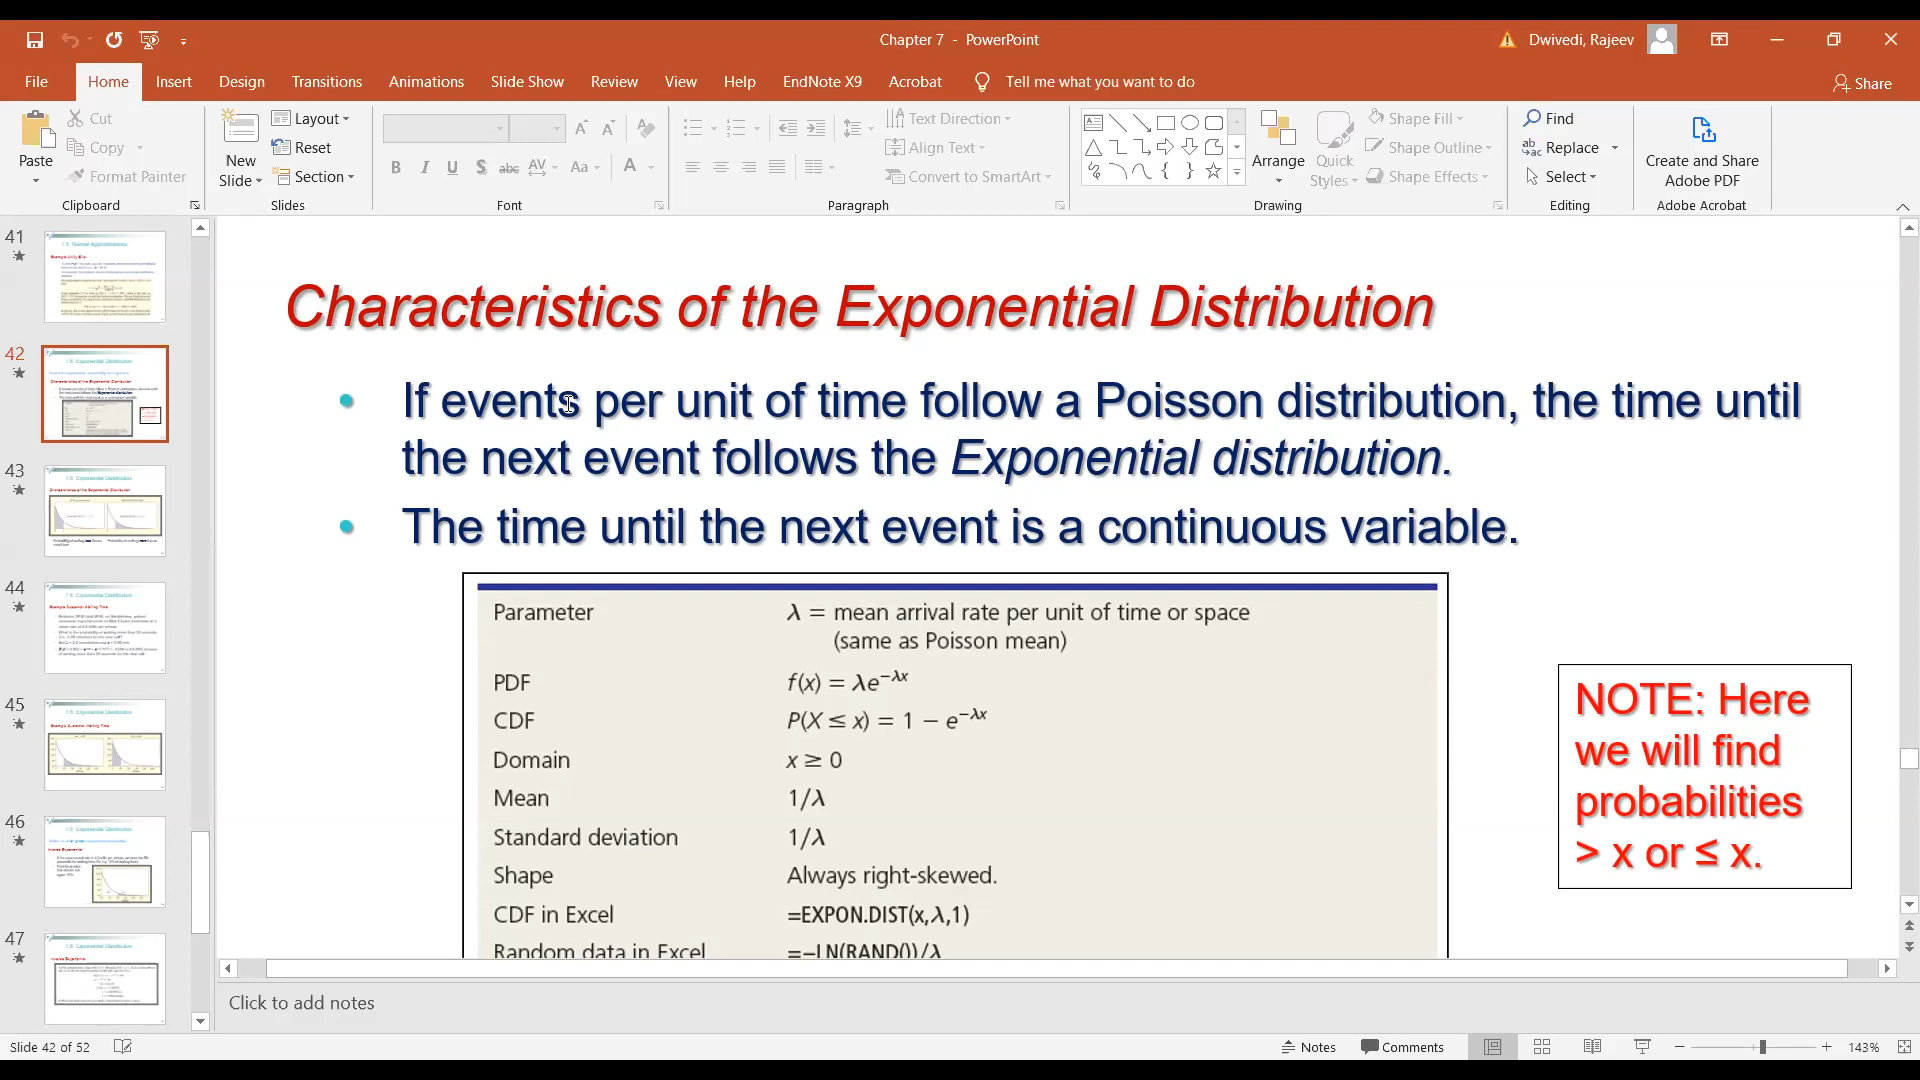 Chapter 7 - PowerPoint
Dwivedi, Rajeev
File Home Insert Design Transitions Animations Slide Show Review View Help EndNote X9 Acrobat Tell me what you want to do
Share
Paste
Cut
Copy
Format Painter
Clipboard
New
Slide
Layout
Reset
Section
Slides
Font
Text Direction
Align Text
Convert to SmartArt
Paragraph
Arrange
Quick
Styles
Shape Fill
Shape Outline
Shape Effects
Drawing
Find
Replace
Select
Editing
Create and Share
Adobe PDF
Adobe Acrobat
41
42
43
44
45
46
47
Characteristics of the Exponential Distribution
• If events per unit of time follow a Poisson distribution, the time until
the next event follows the Exponential distribution.
• The time until the next event is a continuous variable.
Parameter λ = mean arrival rate per unit of time or space
(same as Poisson mean)
PDF f(x) = λe^−λx
CDF P(X ≤ x) = 1 − e^−λx
Domain x ≥ 0
Mean 1/λ
Standard deviation 1/λ
Shape Always right-skewed.
CDF in Excel =EXPON.DIST(x,λ,1)
Random data in Excel =−LN(RAND())/λ
NOTE: Here
we will find
probabilities
> x or ≤ x.
Click to add notes
Slide 42 of 52
Notes
Comments
143%